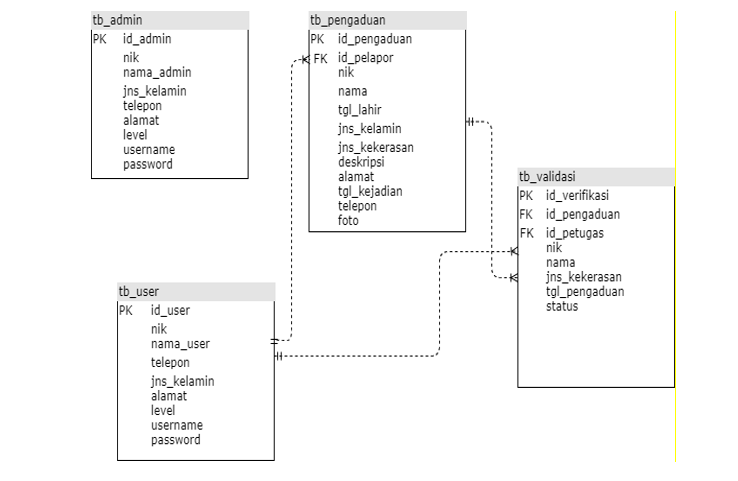 tb_admin
PK id_admin
nik
nama_admin
jns_kelamin
telepon
alamat
level
username
password
tb_pengaduan
PK id_pengaduan
FK id_pelapor
nik
nama
tgl_lahir
jns_kelamin
jns_kekerasan
deskripsi
alamat
tgl_kejadian
telepon
foto
tb_validasi
PK id_verifikasi
FK id_pengaduan
FK id_petugas
nik
nama
jns_kekerasan
tgl_pengaduan
status
tb_user
PK id_user
nik
nama_user
telepon
jns_kelamin
alamat
level
username
password